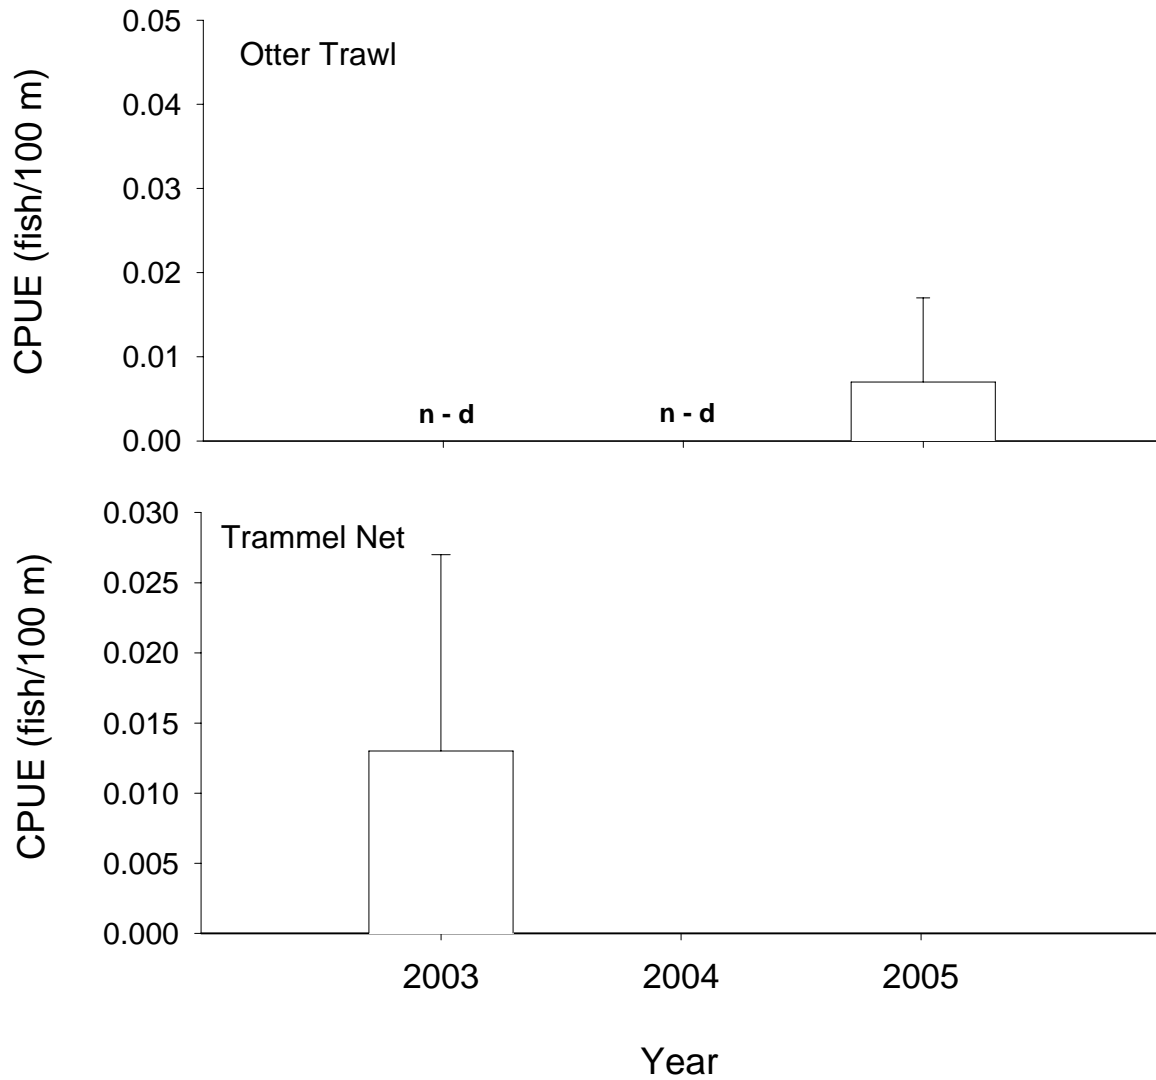 0.05
Otter Trawl
0.04
0.03
0.02
0.01
0.00
CPUE (fish/100 m)
n - d
n - d
0.030
Trammel Net
0.025
0.020
0.015
0.010
0.005
0.000
CPUE (fish/100 m)
2003 2004 2005
Year